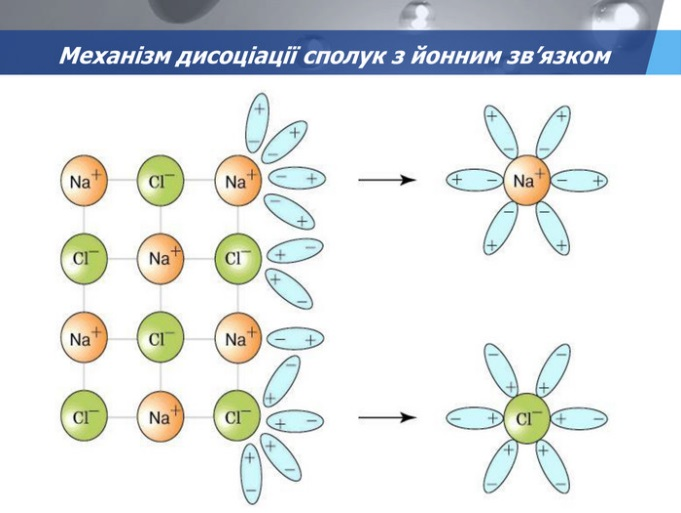 Механізм дисоціації сполук з йонним зв’язком
+ +
− −
Na⁺ Cl⁻ Na⁺ − + + − Na⁺ − +
− +
− −
+ +
Cl⁻ Na⁺ Cl⁻ + −
+ −
Na⁺ Cl⁻ Na⁺ − +
− −
− + + +
Cl⁻ Na⁺ Cl⁻ + − − + Cl⁻ + −
+ + + +
− − − −